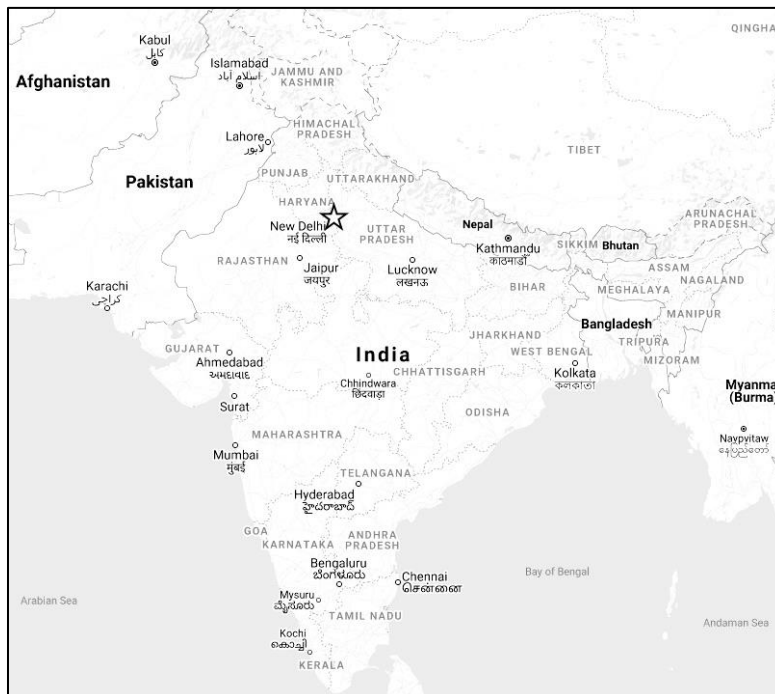 Kabul
کابل
Islamabad
اسلام آباد
JAMMU AND
KASHMIR
QINGHA
Afghanistan
HIMACHAL
PRADESH
Lahore
لاہور
TIBET
PUNJAB
UTTARAKHAND
Pakistan
HARYANA
New Delhi
नई दिल्ली
UTTAR
PRADESH
Nepal
Kathmandu
काठमाडौँ
SIKKIM
Bhutan
ARUNACHAL
PRADESH
RAJASTHAN
Jaipur
जयपुर
Lucknow
लखनऊ
ASSAM
NAGALAND
BIHAR
MEGHALAYA
Karachi
کراچی
MANIPUR
Bangladesh
JHARKHAND
TRIPURA
GUJARAT
India
WEST BENGAL
MIZORAM
Ahmedabad
અમદાવાદ
CHHATTISGARH
Kolkata
কলকাতা
Chhindwara
छिंदवाड़ा
Myanma
(Burma)
Surat
ODISHA
MAHARASHTRA
Naypyitaw
နေပြည်တော်
Mumbai
मुंबई
TELANGANA
Hyderabad
హైదరాబాద్
GOA
KARNATAKA
ANDHRA
PRADESH
Bengaluru
ಬೆಂಗಳೂರು
Chennai
சென்னை
Bay of Bengal
Arabian Sea
Mysuru
ಮೈಸೂರು
TAMIL NADU
Andaman Sea
Kochi
കൊച്ചി
KERALA